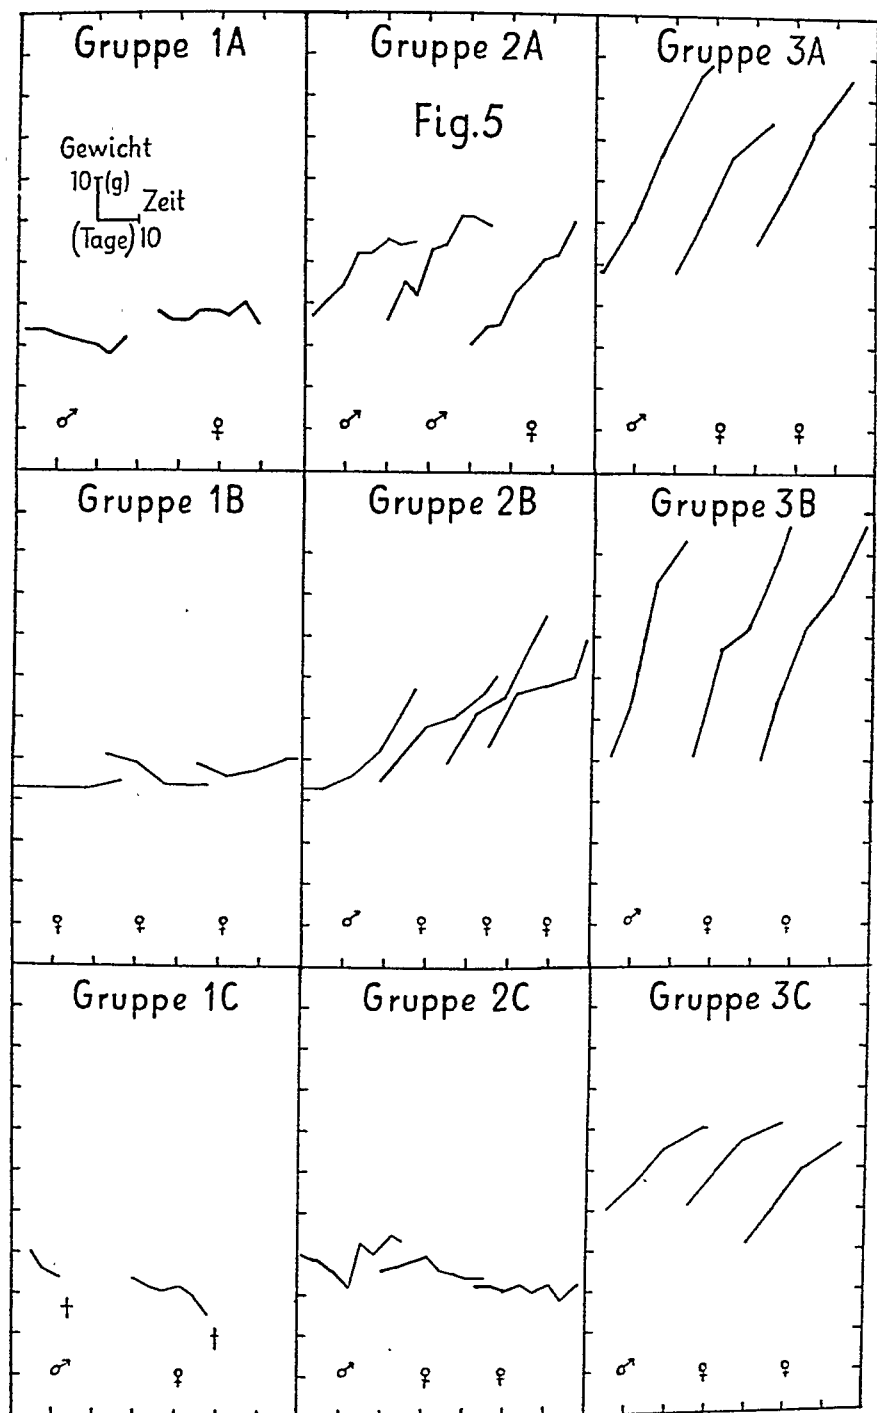 Gruppe 1A
Gruppe 2A
Gruppe 3A
Fig.5
Gewicht
10 (g)
Zeit
(Tage) 10
♂ ♀
♂ ♂ ♀
♂ ♀ ♀
Gruppe 1B
Gruppe 2B
Gruppe 3B
♀ ♀ ♀
♂ ♀ ♀ ♀
♂ ♀ ♀
Gruppe 1C
Gruppe 2C
Gruppe 3C
† †
♂ ♀
♂ ♀ ♀
♂ ♀ ♀